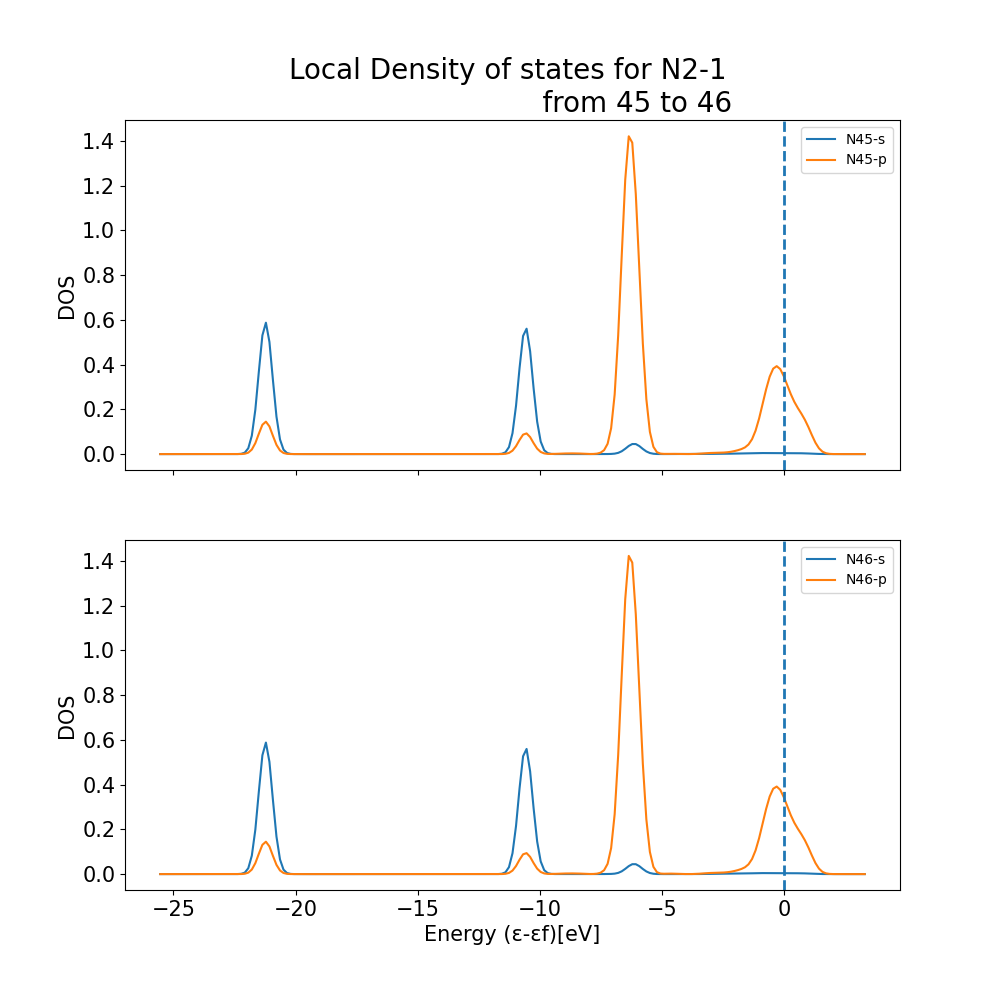 Local Density of states for N2-1
from 45 to 46
1.4
1.2
1.0
0.8
0.6
0.4
0.2
0.0
DOS
N45-s
N45-p
1.4
1.2
1.0
0.8
0.6
0.4
0.2
0.0
DOS
N46-s
N46-p
−25 −20 −15 −10 −5 0
Energy (ε-εf)[eV]